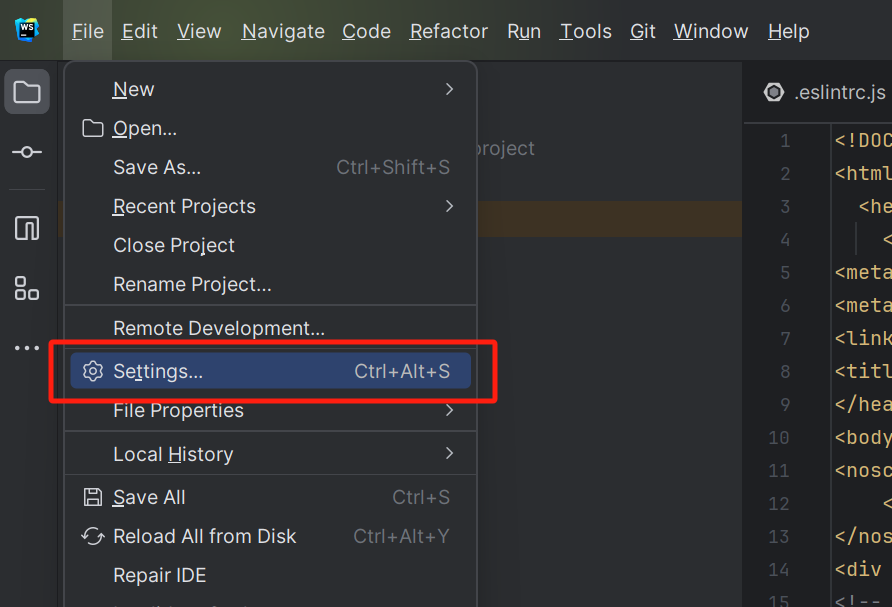 WS
File Edit View Navigate Code Refactor Run Tools Git Window Help
New
Open...
Save As... Ctrl+Shift+S
Recent Projects
Close Project
Rename Project...
Remote Development...
Settings... Ctrl+Alt+S
File Properties
Local History
Save All Ctrl+S
Reload All from Disk Ctrl+Alt+Y
Repair IDE
project
.eslintrc.js
1 <!DOC
2 <html
3 <he
4 <
5 <meta
6 <meta
7 <link
8 <titl
9 </hea
10 <body
11 <nosc
12 <
13 </nos
14 <div
15 <!--